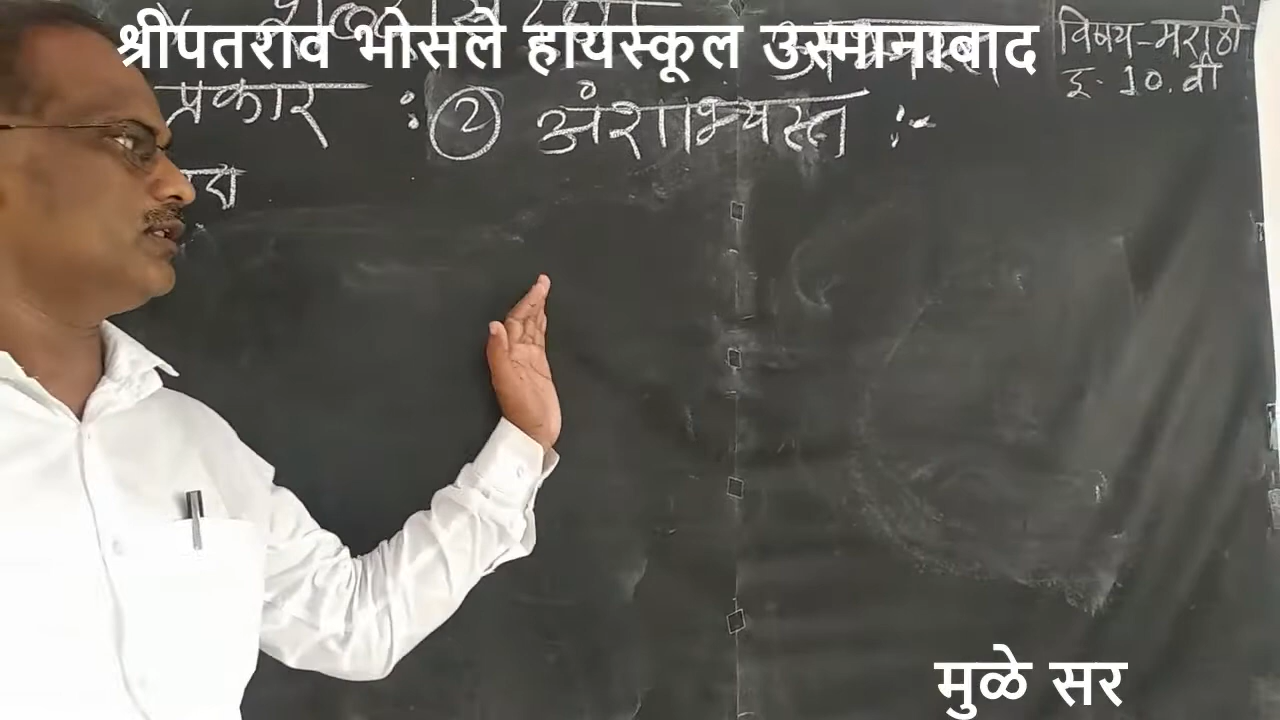 श्रीपतराव भोसले हायस्कूल उस्मानाबाद
विषय-मराठी
इ. 10. वी
प्रकार : ② अंशाभ्यस्त :-
मुळे सर